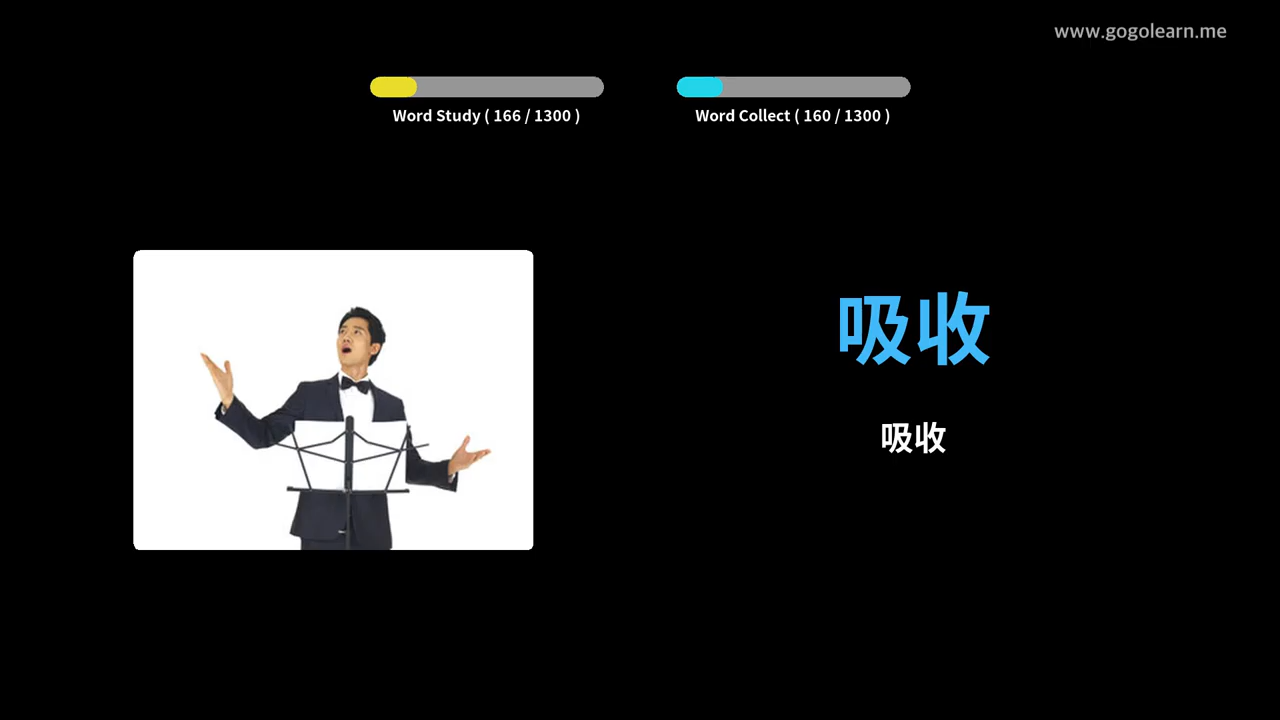 www.gogolearn.me
Word Study ( 166 / 1300 )
Word Collect ( 160 / 1300 )
吸收
吸收